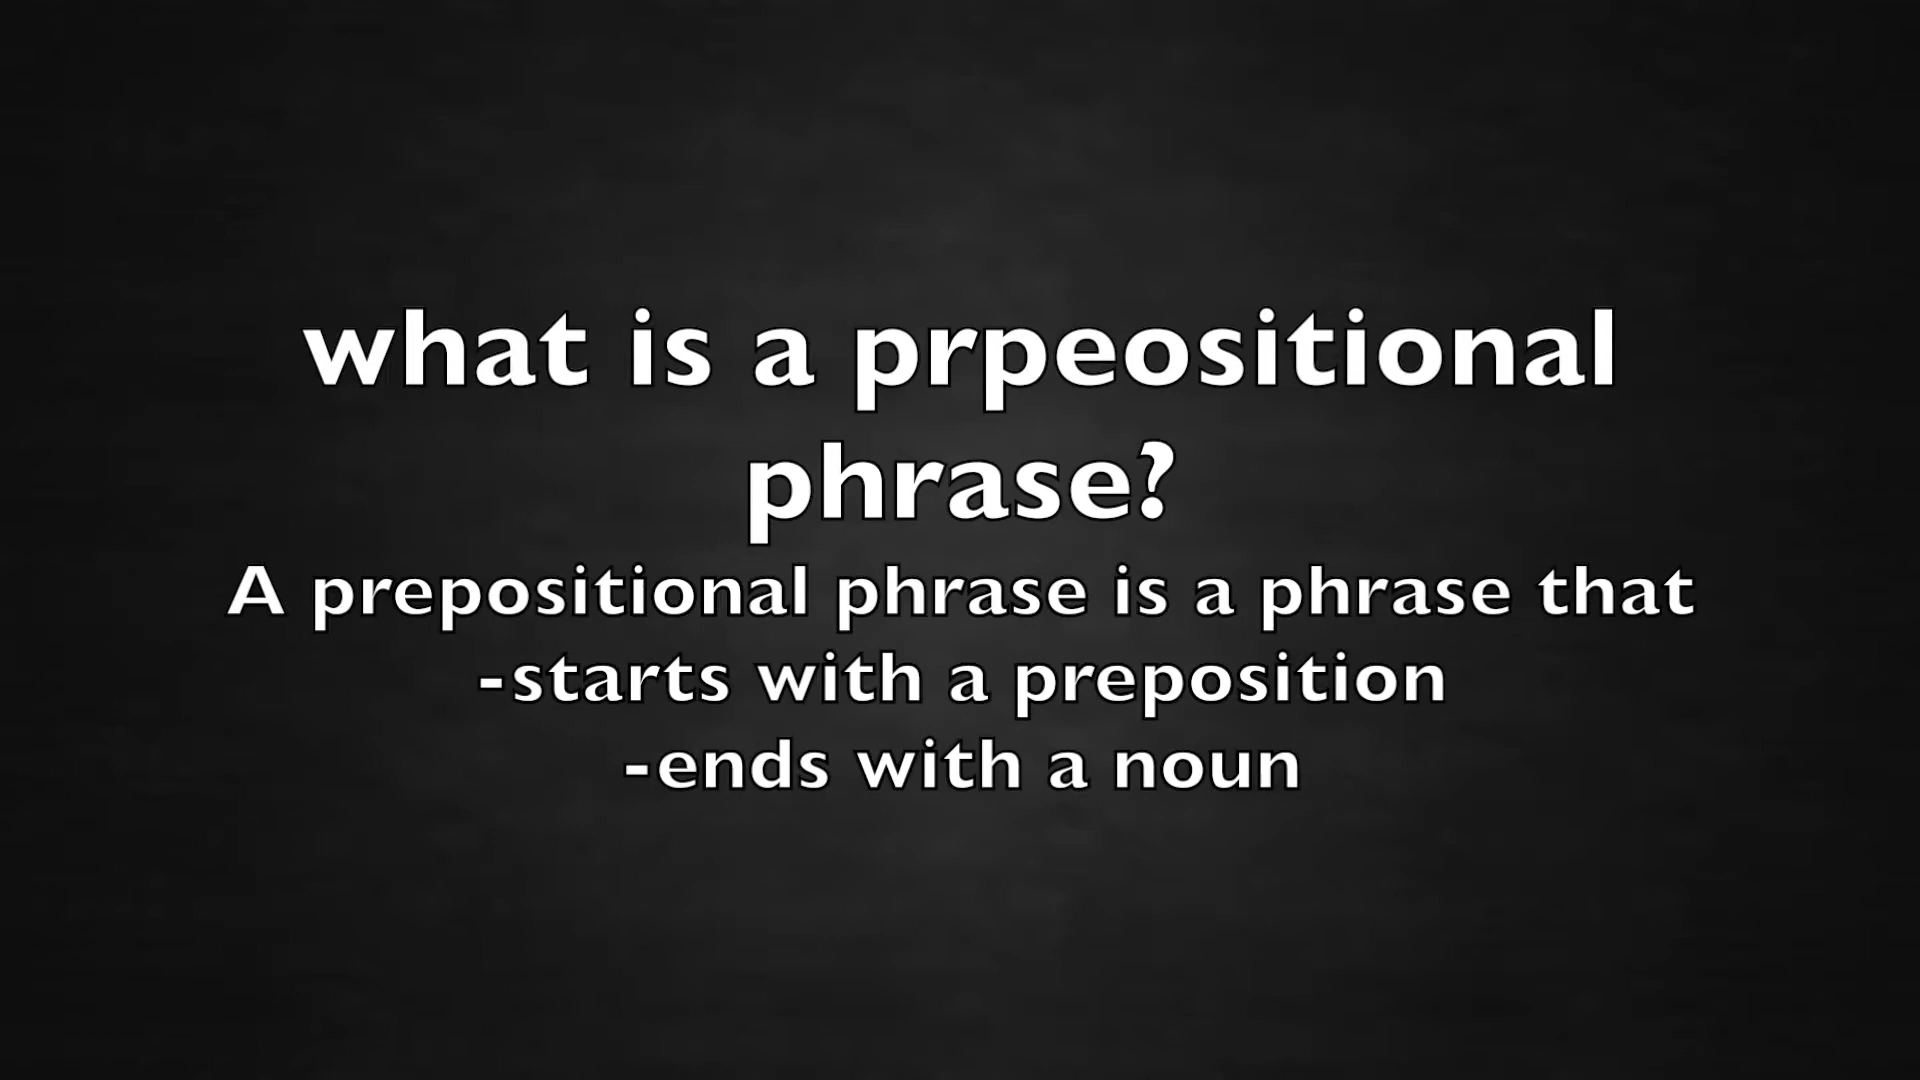 what is a prpeositional
phrase?
A prepositional phrase is a phrase that
-starts with a preposition
-ends with a noun